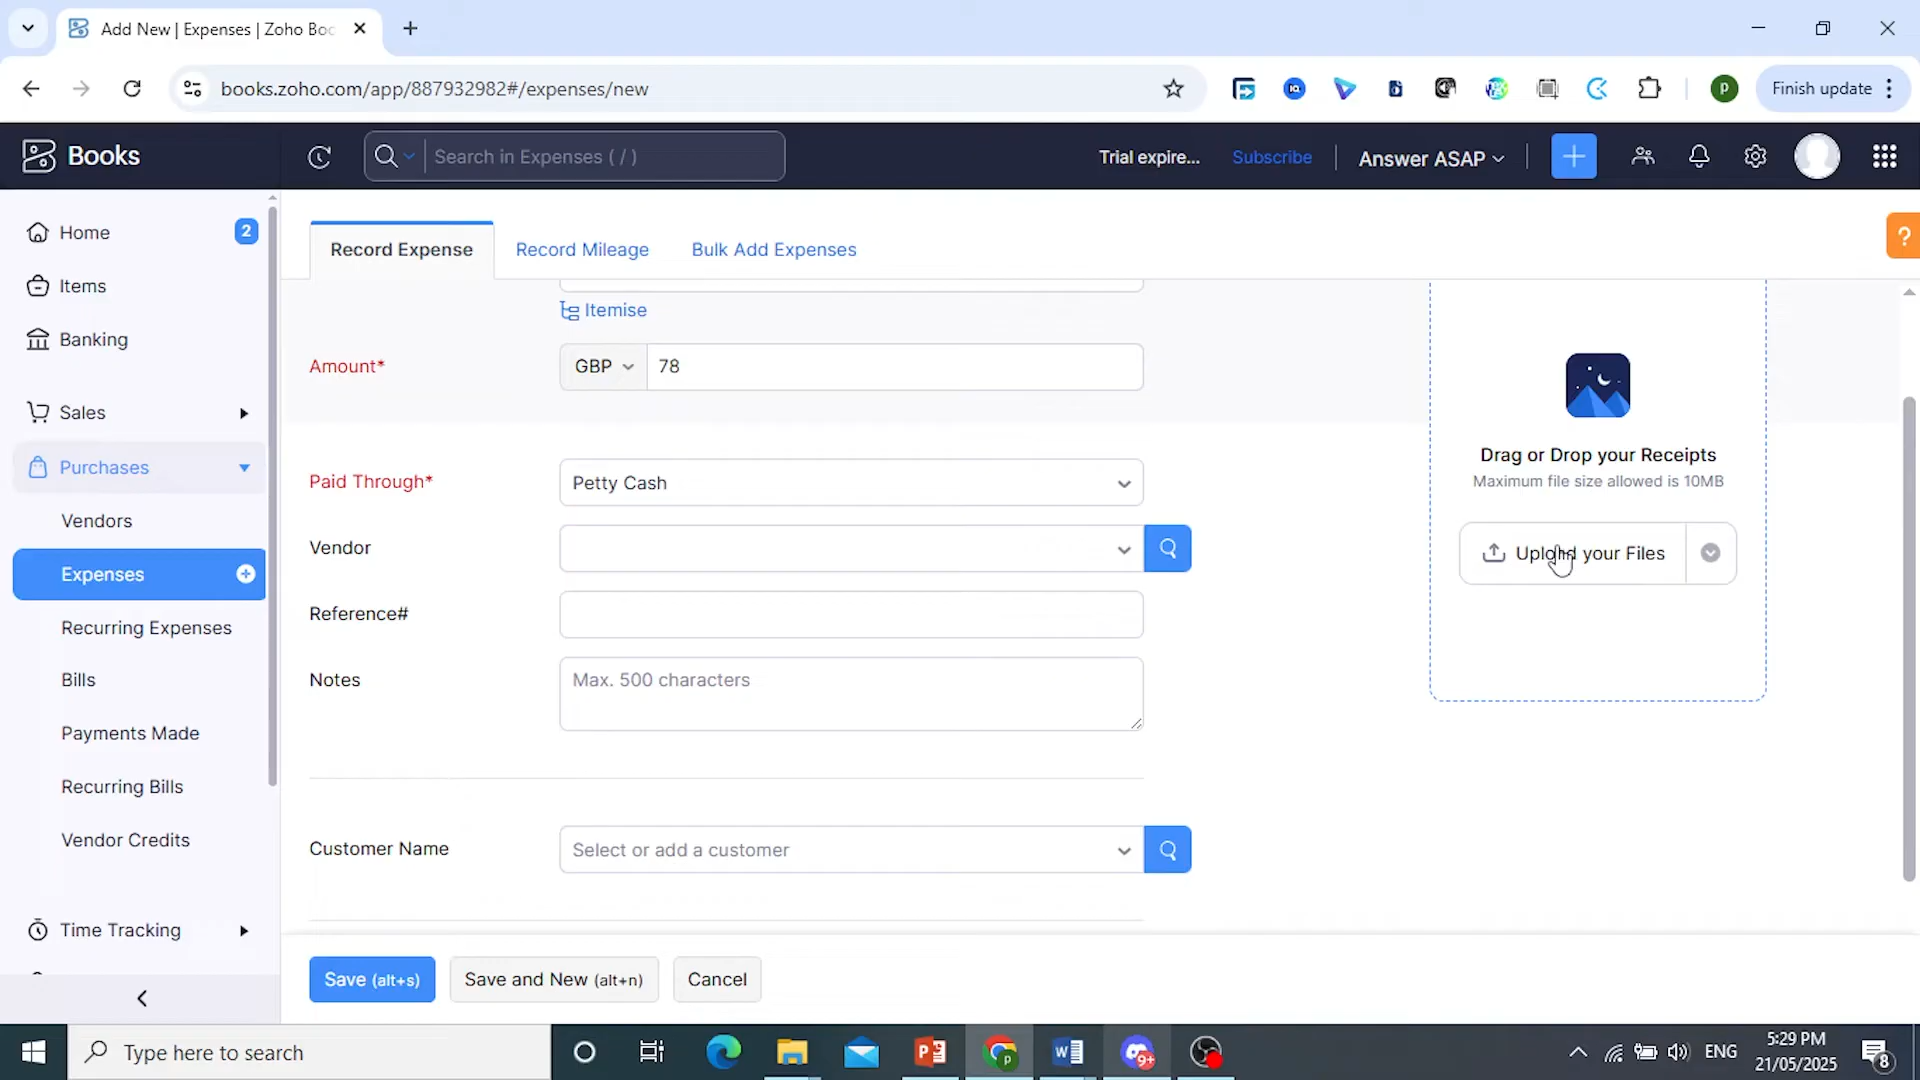 Add New | Expenses | Zoho Boo
books.zoho.com/app/887932982#/expenses/new
P
Finish update
Books
Search in Expenses ( / )
Trial expire...
Subscribe
Answer ASAP
Home
2
Items
Banking
Sales
Purchases
Vendors
Expenses
Recurring Expenses
Bills
Payments Made
Recurring Bills
Vendor Credits
Time Tracking
Record Expense
Record Mileage
Bulk Add Expenses
?
Itemise
Amount*
GBP
78
Paid Through*
Petty Cash
Vendor
Reference#
Notes
Max. 500 characters
Customer Name
Select or add a customer
Drag or Drop your Receipts
Maximum file size allowed is 10MB
Upload your Files
Save (alt+s)
Save and New (alt+n)
Cancel
Type here to search
9+
ENG
5:29 PM
21/05/2025
8